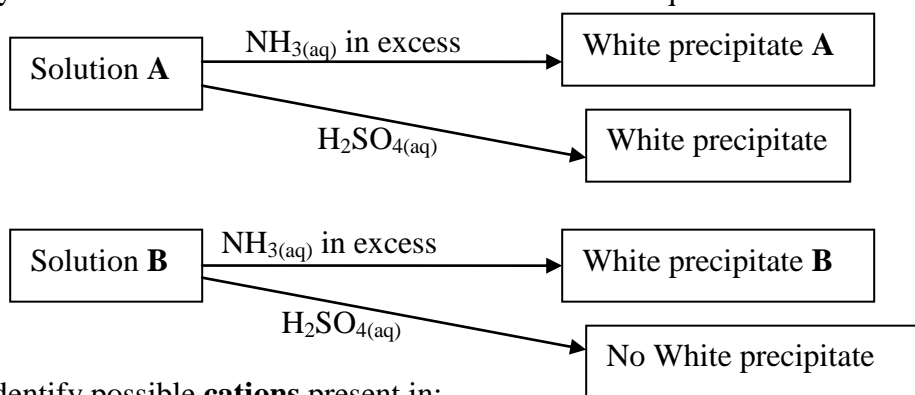 NH3(aq) in excess
White precipitate A
Solution A
H2SO4(aq)
White precipitate
NH3(aq) in excess
Solution B
White precipitate B
H2SO4(aq)
No White precipitate
dentify possible cations present in: